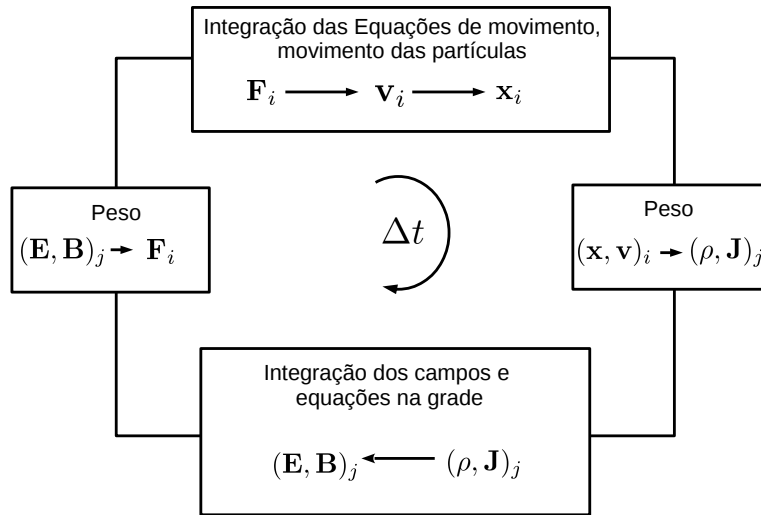 Integração das Equações de movimento,
movimento das partículas
F_i → v_i → x_i
Peso
(E, B)_j → F_i
Δt
Peso
(x, v)_i → (ρ, J)_j
Integração dos campos e
equações na grade
(E, B)_j ← (ρ, J)_j